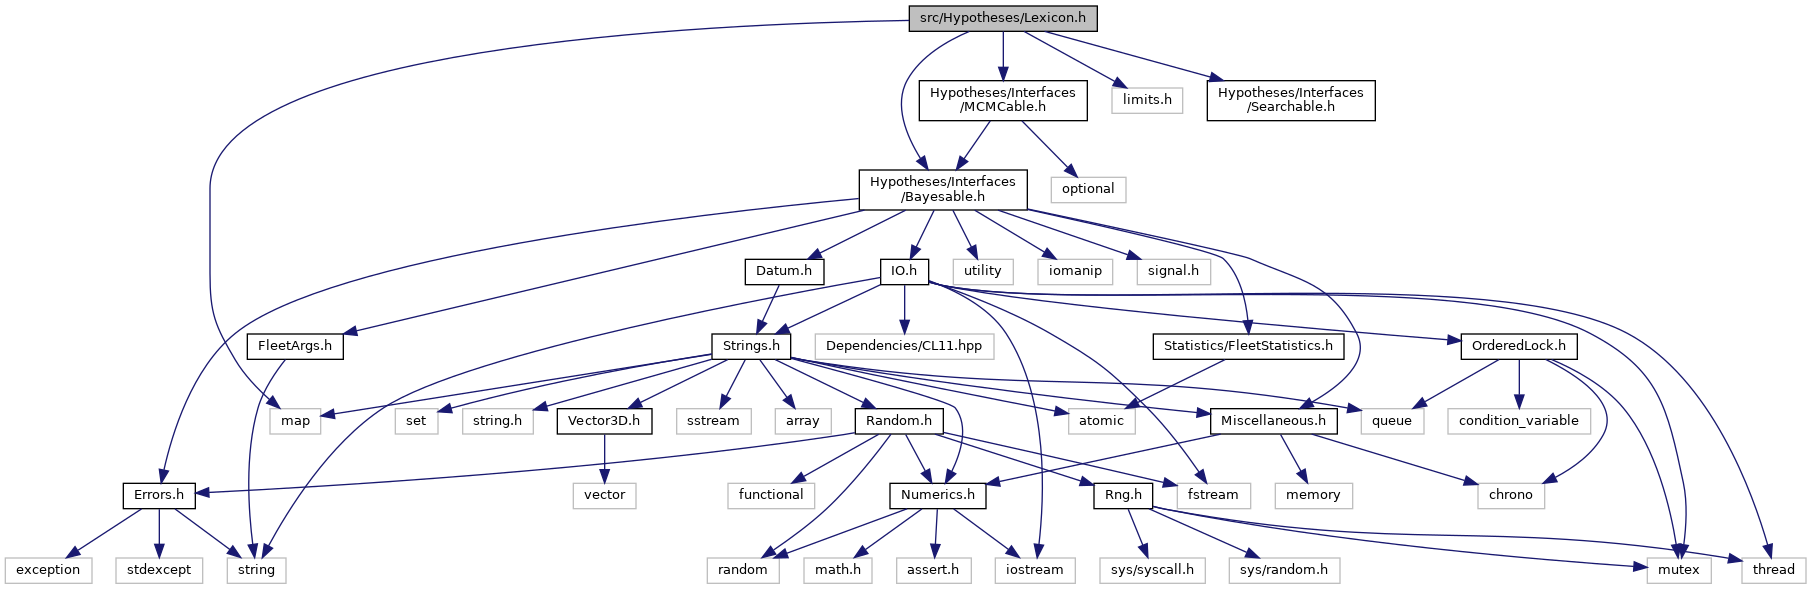 src/Hypotheses/Lexicon.h
Hypotheses/Interfaces
/MCMCable.h
limits.h
Hypotheses/Interfaces
/Searchable.h
Hypotheses/Interfaces
/Bayesable.h
optional
Datum.h
IO.h
utility
iomanip
signal.h
FleetArgs.h
Strings.h
Dependencies/CL11.hpp
Statistics/FleetStatistics.h
OrderedLock.h
map
set
string.h
Vector3D.h
sstream
array
Random.h
atomic
Miscellaneous.h
queue
condition_variable
Errors.h
vector
functional
Numerics.h
Rng.h
fstream
memory
chrono
exception
stdexcept
string
random
math.h
assert.h
iostream
sys/syscall.h
sys/random.h
mutex
thread